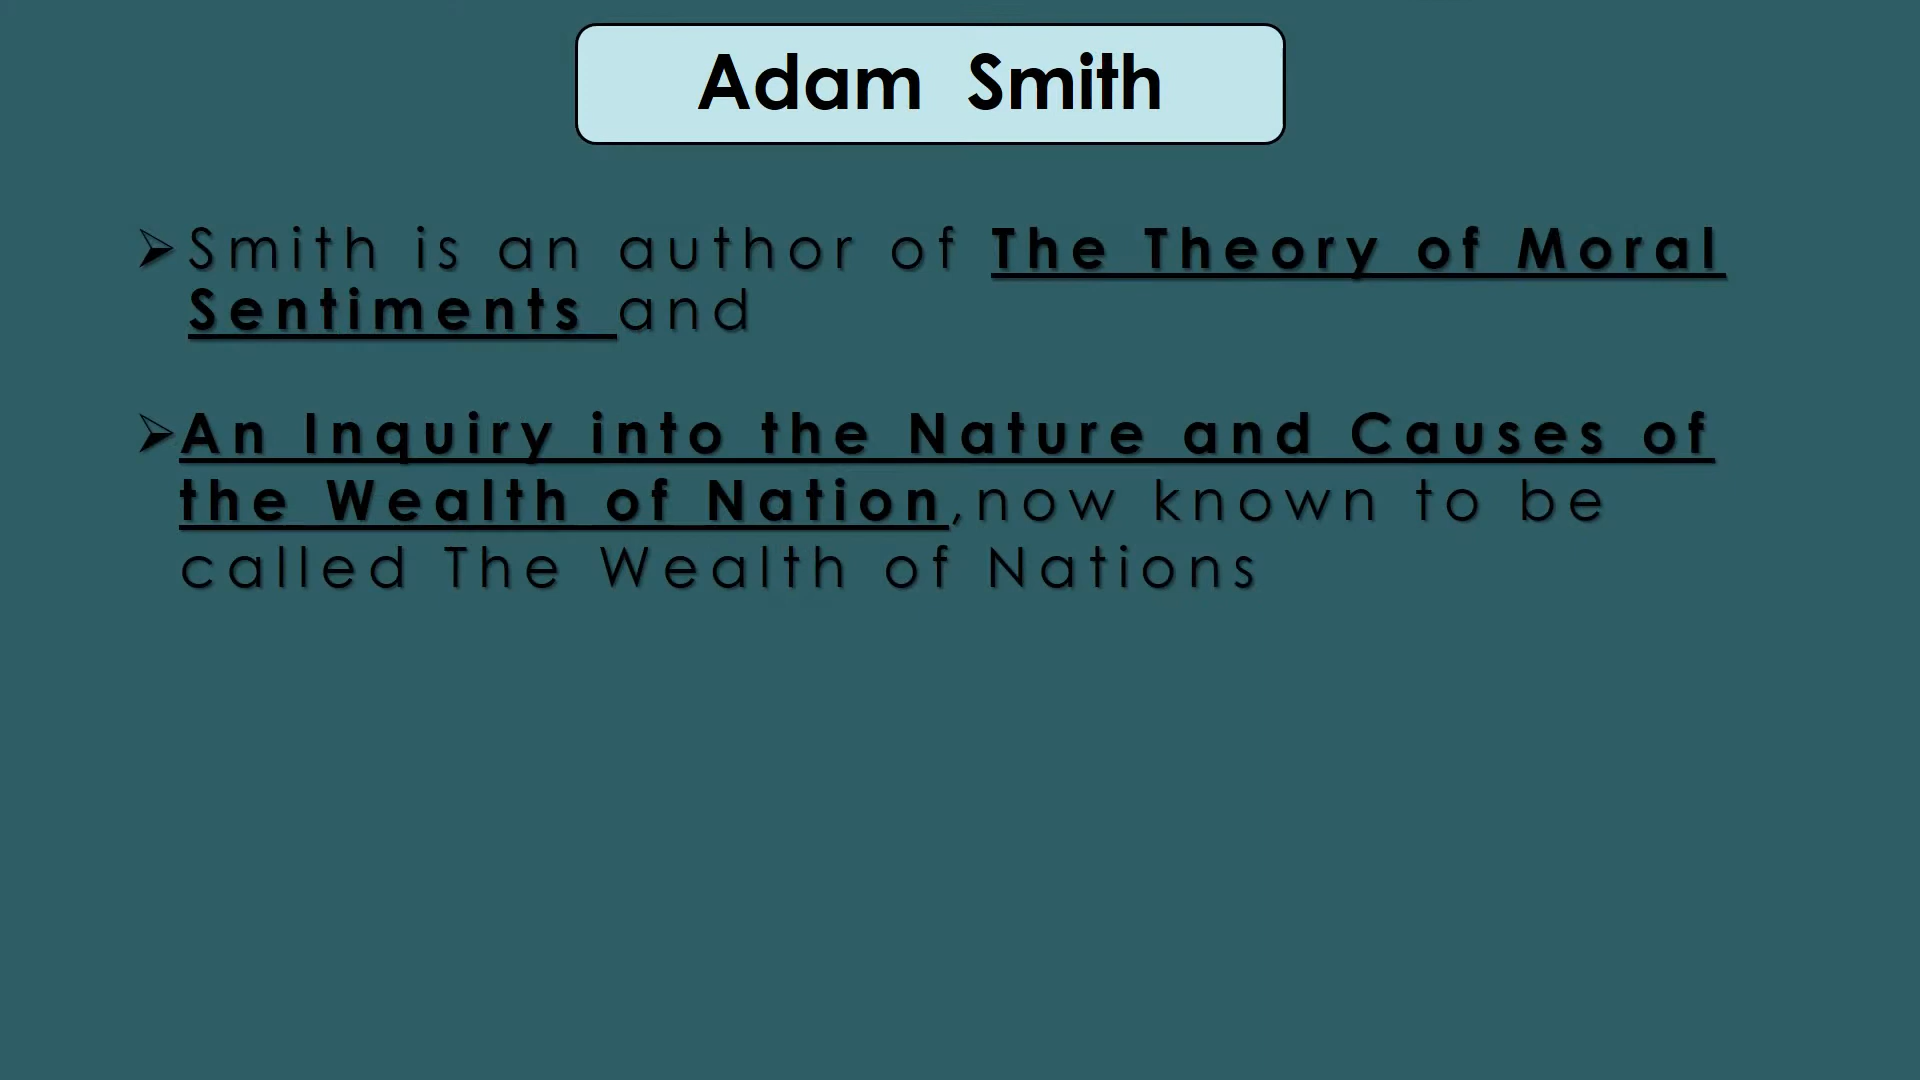 Adam Smith
➢Smith is an author of The Theory of Moral
Sentiments and
➢An Inquiry into the Nature and Causes of
the Wealth of Nation,now known to be
called The Wealth of Nations